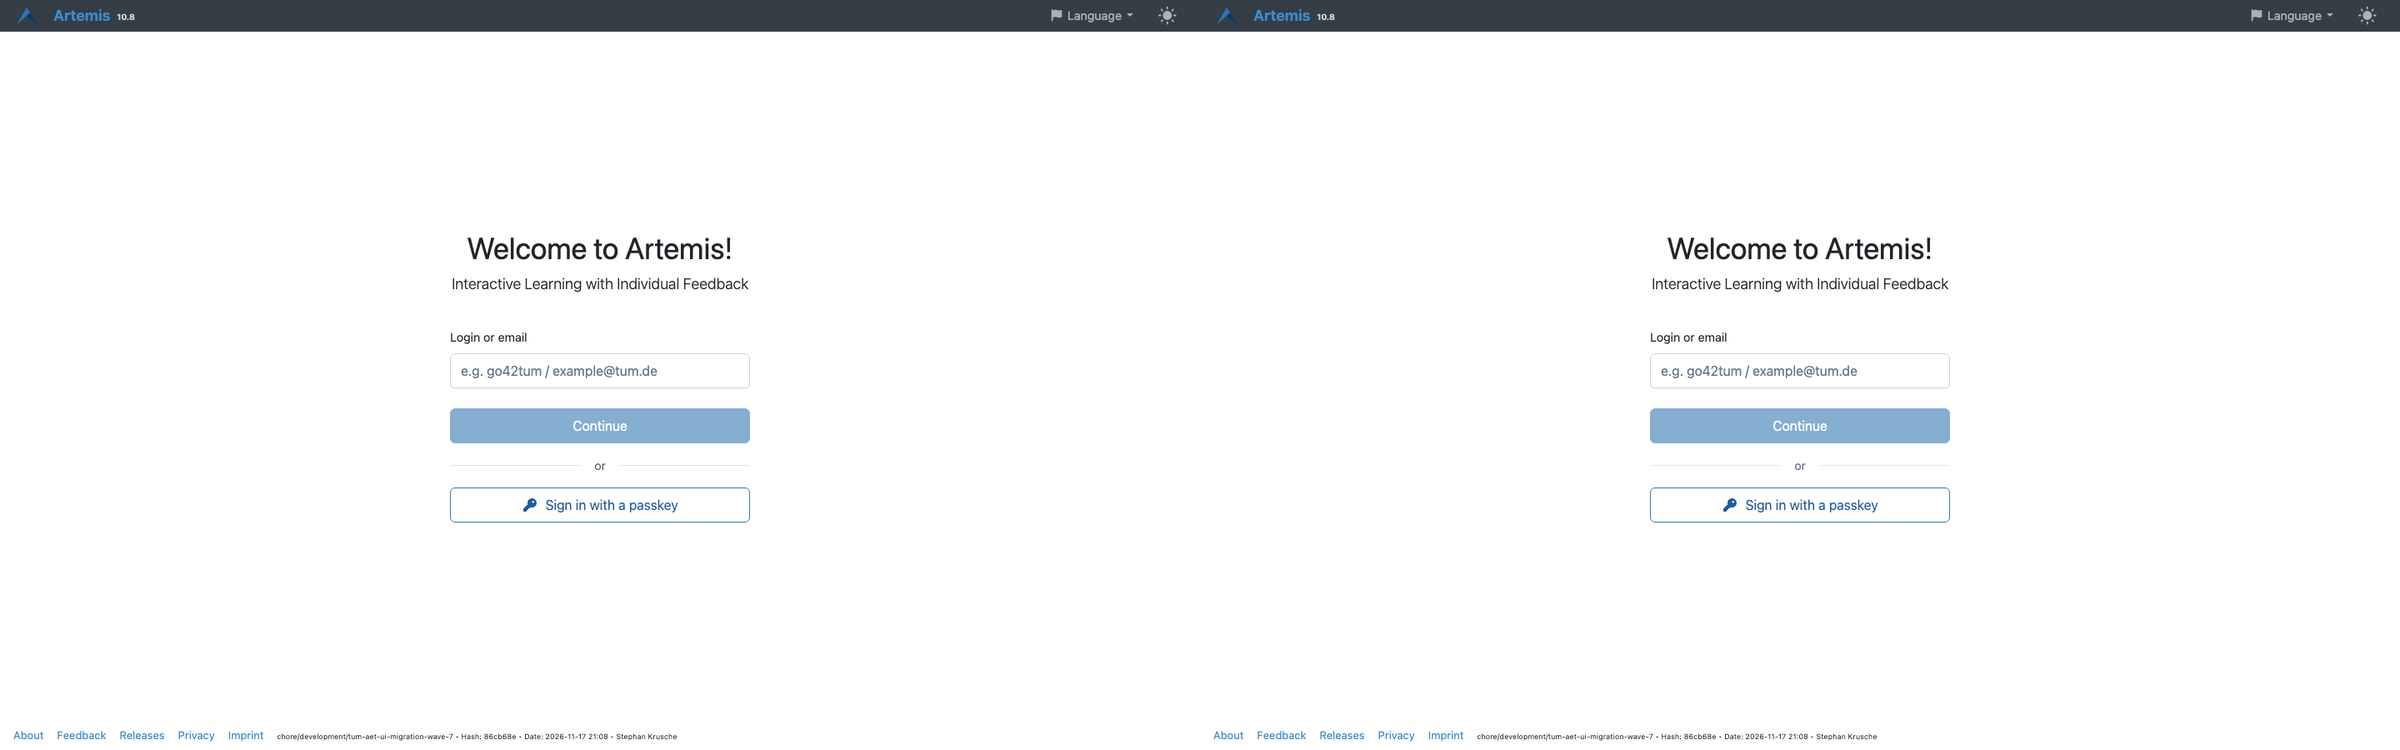 Artemis 10.8 Language
Welcome to Artemis!
Interactive Learning with Individual Feedback
Login or email
e.g. go42tum / example@tum.de
Continue
or
Sign in with a passkey
About Feedback Releases Privacy Imprint chore/development/tum-aet-ui-migration-wave-7 • Hash: 86cb68e • Date: 2026-11-17 21:08 • Stephan Krusche
Artemis 10.8 Language
Welcome to Artemis!
Interactive Learning with Individual Feedback
Login or email
e.g. go42tum / example@tum.de
Continue
or
Sign in with a passkey
About Feedback Releases Privacy Imprint chore/development/tum-aet-ui-migration-wave-7 • Hash: 86cb68e • Date: 2026-11-17 21:08 • Stephan Krusche